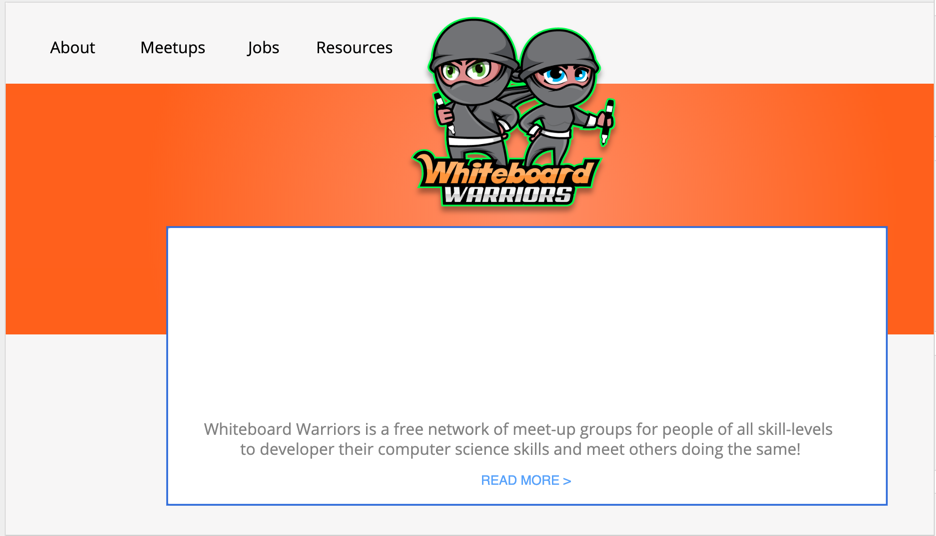 About Meetups Jobs Resources
Whiteboard
WARRIORS
Whiteboard Warriors is a free network of meet-up groups for people of all skill-levels
to developer their computer science skills and meet others doing the same!
READ MORE >